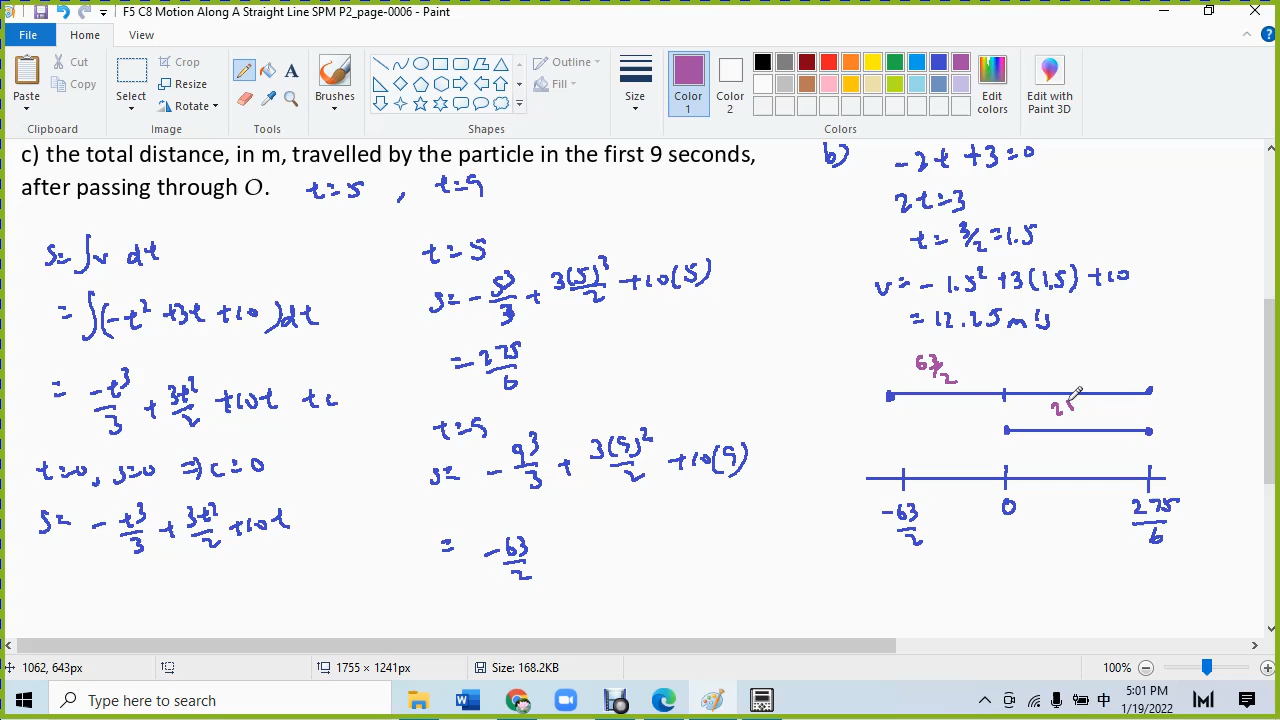 F5 C8 Motion Along A Straight Line SPM P2_page-0006 - Paint
File Home View
Paste Cut Copy Clipboard
Select Crop Resize Rotate Image
A Tools
Brushes
Outline Fill Shapes
Size
Color 1 Color 2 Edit colors Colors
Edit with Paint 3D
c) the total distance, in m, travelled by the particle in the first 9 seconds,
after passing through O. t=5 , t=9
s=∫v dt
=∫(-t² +3t +10)dt
= -t³/3 + 3t²/2 +10t +c
t=0, s=0 ⇒ c=0
s= -t³/3 + 3t²/2 +10t
t=5
s= -5³/3 + 3(5)²/2 +10(5)
=275/6
t=9
s= -9³/3 + 3(9)²/2 +10(9)
= -63/2
b) -2t +3=0
2t=3
t= 3/2 =1.5
v= -1.5² +3(1.5) +10
= 12.25 m/s
63/2
2
-63/2 0 275/6
1062, 643px 1755 × 1241px Size: 168.2KB 100%
Type here to search
中 5:01 PM
1/19/2022